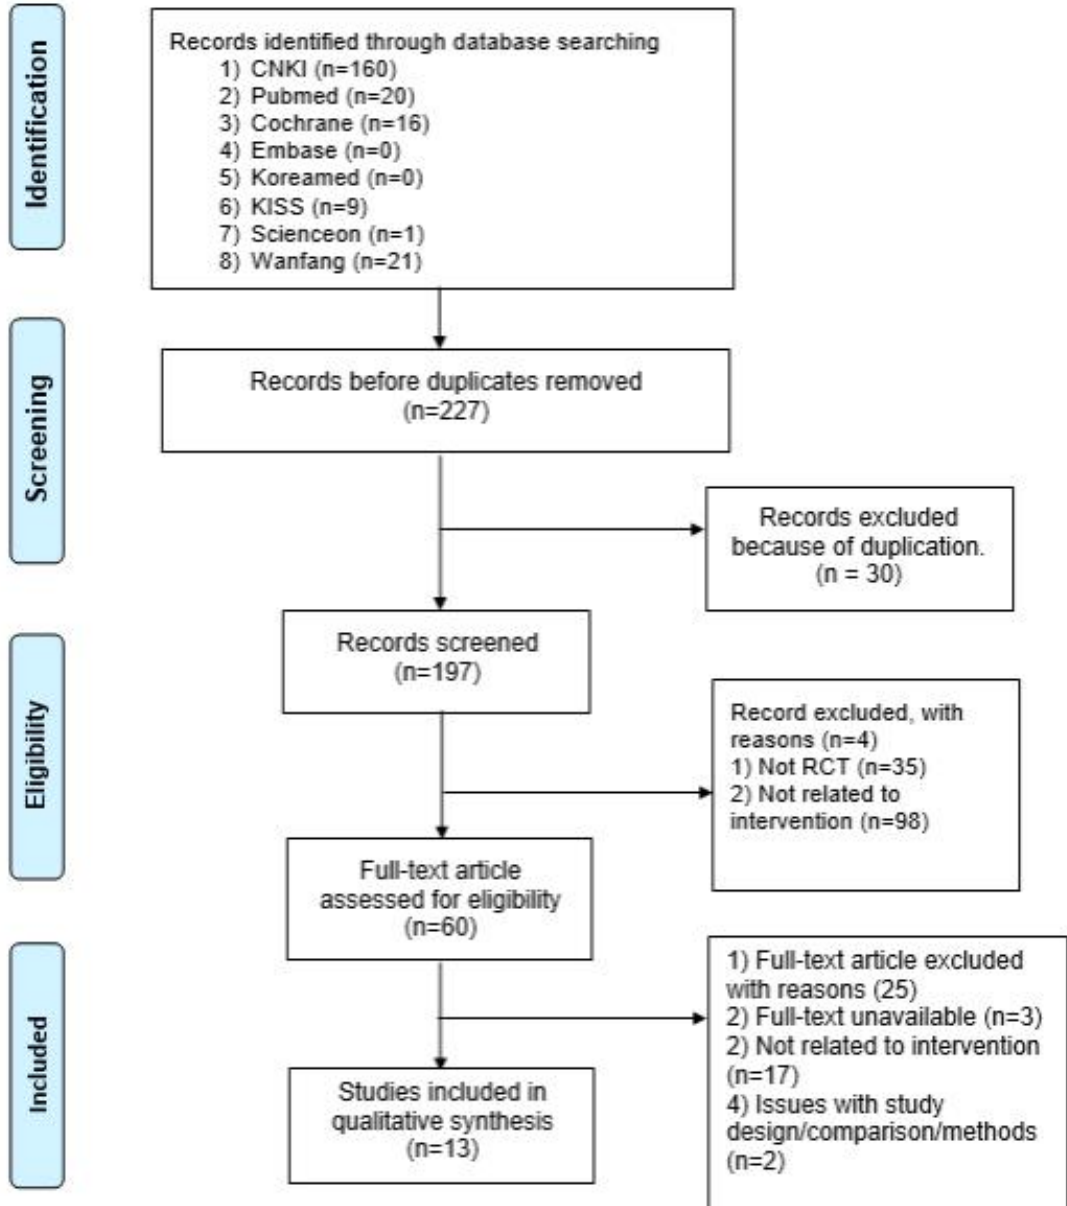 Identification
Records identified through database searching
1) CNKI (n=160)
2) Pubmed (n=20)
3) Cochrane (n=16)
4) Embase (n=0)
5) Koreamed (n=0)
6) KISS (n=9)
7) Scienceon (n=1)
8) Wanfang (n=21)
Screening
Records before duplicates removed
(n=227)
Records excluded
because of duplication.
(n = 30)
Eligibility
Records screened
(n=197)
Record excluded, with
reasons (n=4)
1) Not RCT (n=35)
2) Not related to
intervention (n=98)
Full-text article
assessed for eligibility
(n=60)
Included
1) Full-text article excluded
with reasons (25)
2) Full-text unavailable (n=3)
2) Not related to intervention
(n=17)
4) Issues with study
design/comparison/methods
(n=2)
Studies included in
qualitative synthesis
(n=13)